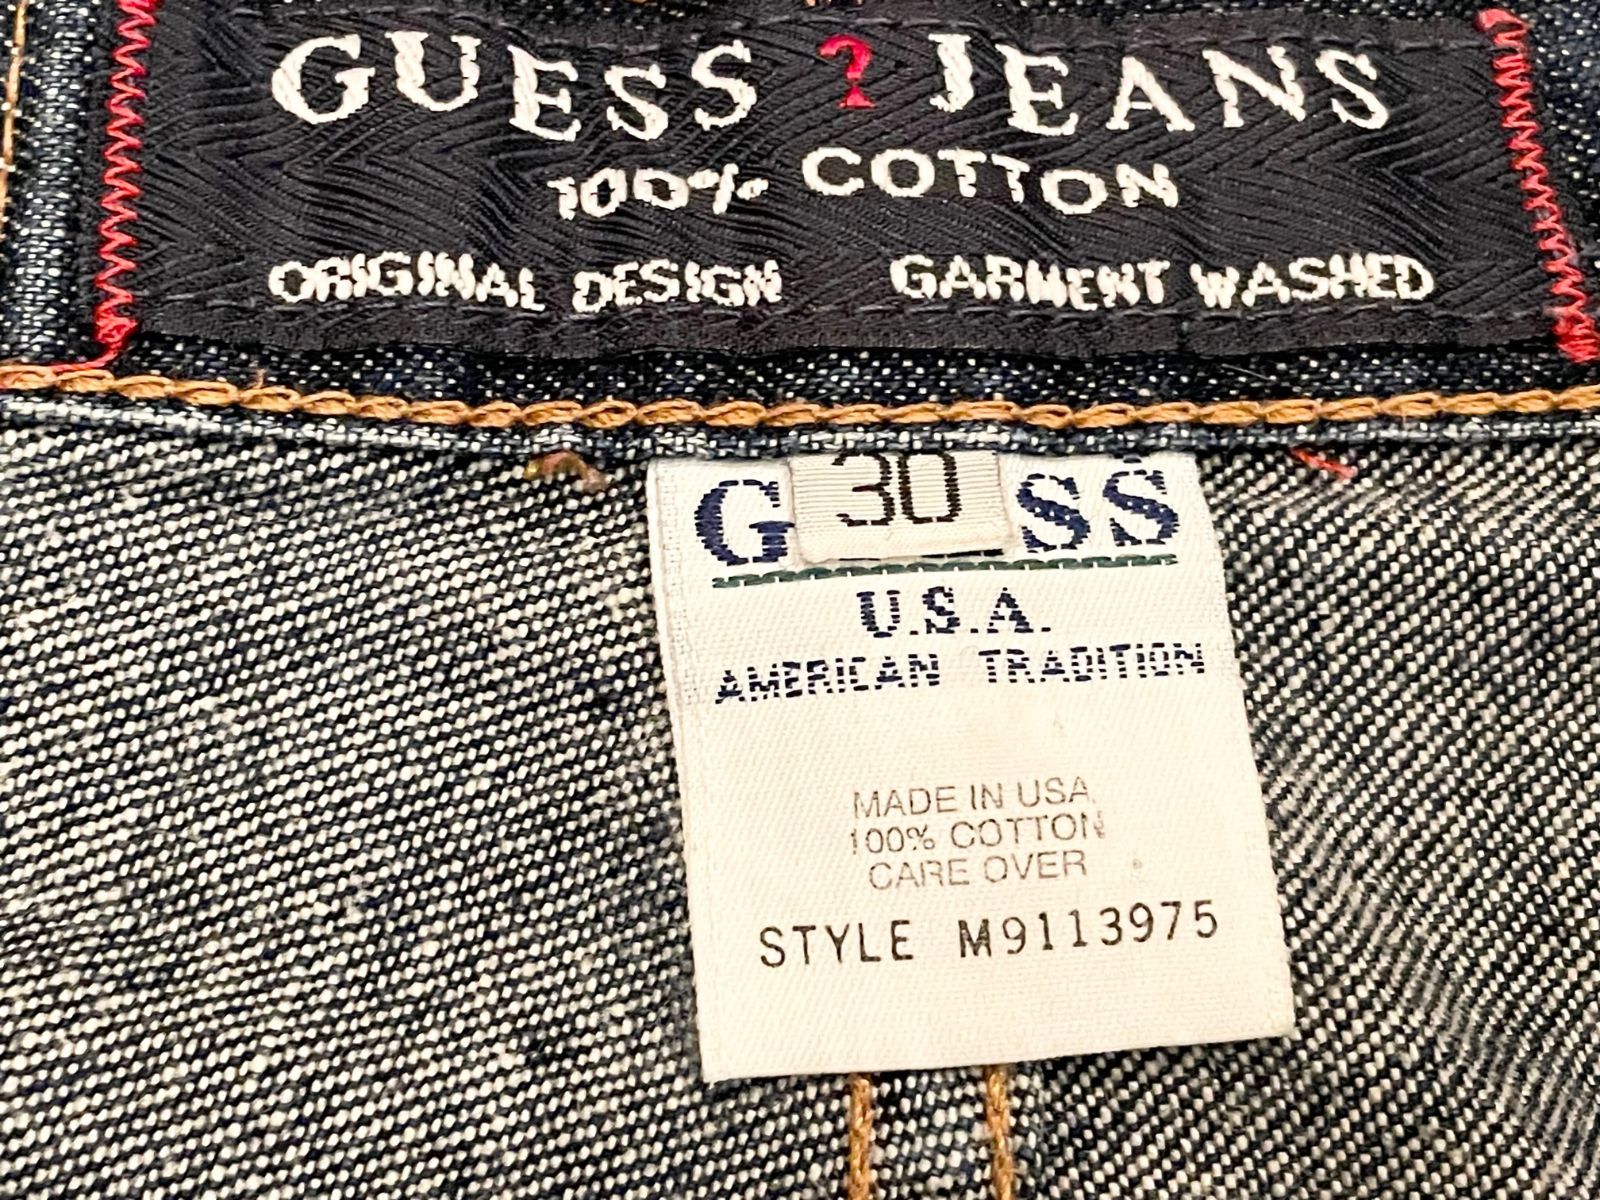 GUESS ? JEANS
100% COTTON
ORIGINAL DESIGN GARMENT WASHED
30
G SS
U.S.A.
AMERICAN TRADITION
MADE IN USA
100% COTTON
CARE OVER
STYLE M9113975